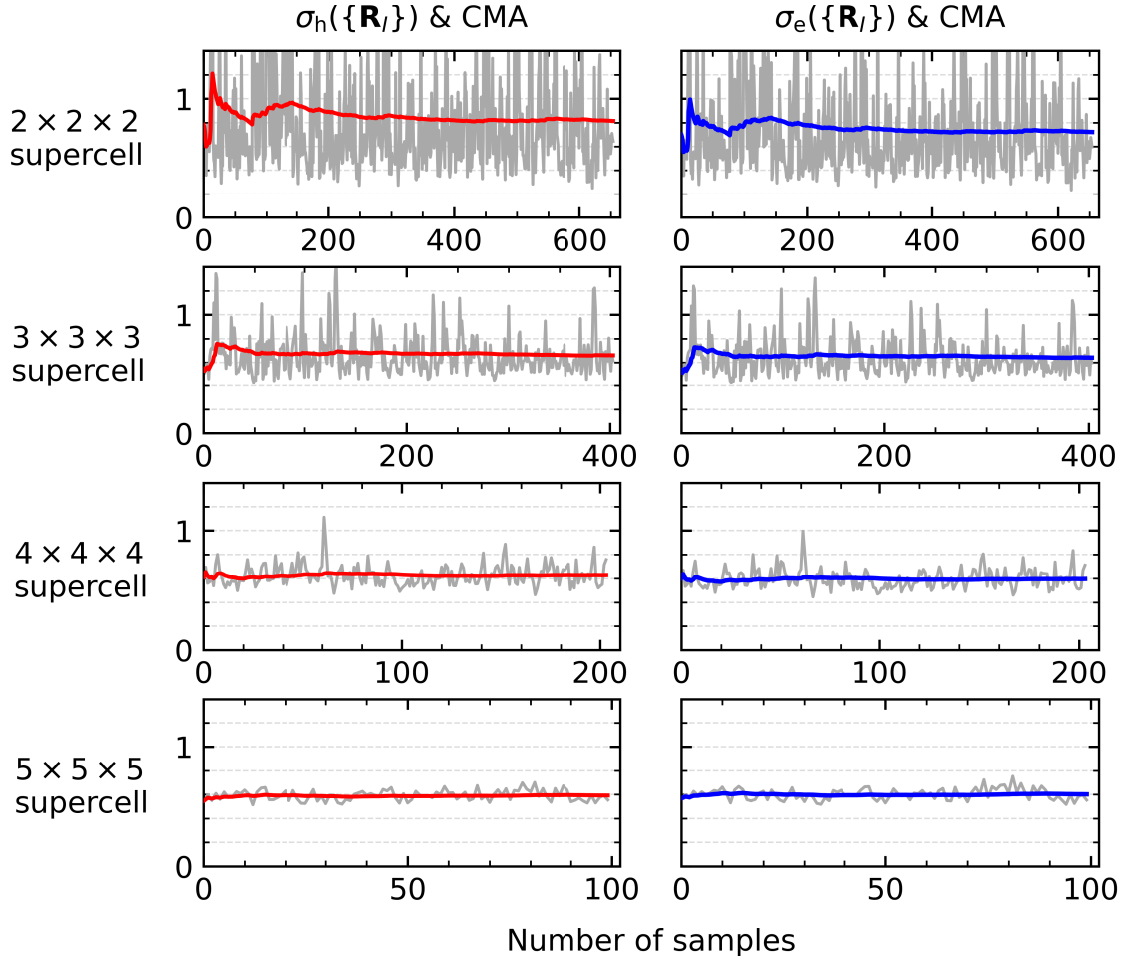 σh({RI}) & CMA
σe({RI}) & CMA
2 × 2 × 2
supercell
1
0
0 200 400 600
0 200 400 600
3 × 3 × 3
supercell
1
0
0 200 400
0 200 400
4 × 4 × 4
supercell
1
0
0 100 200
0 100 200
5 × 5 × 5
supercell
1
0
0 50 100
0 50 100
Number of samples